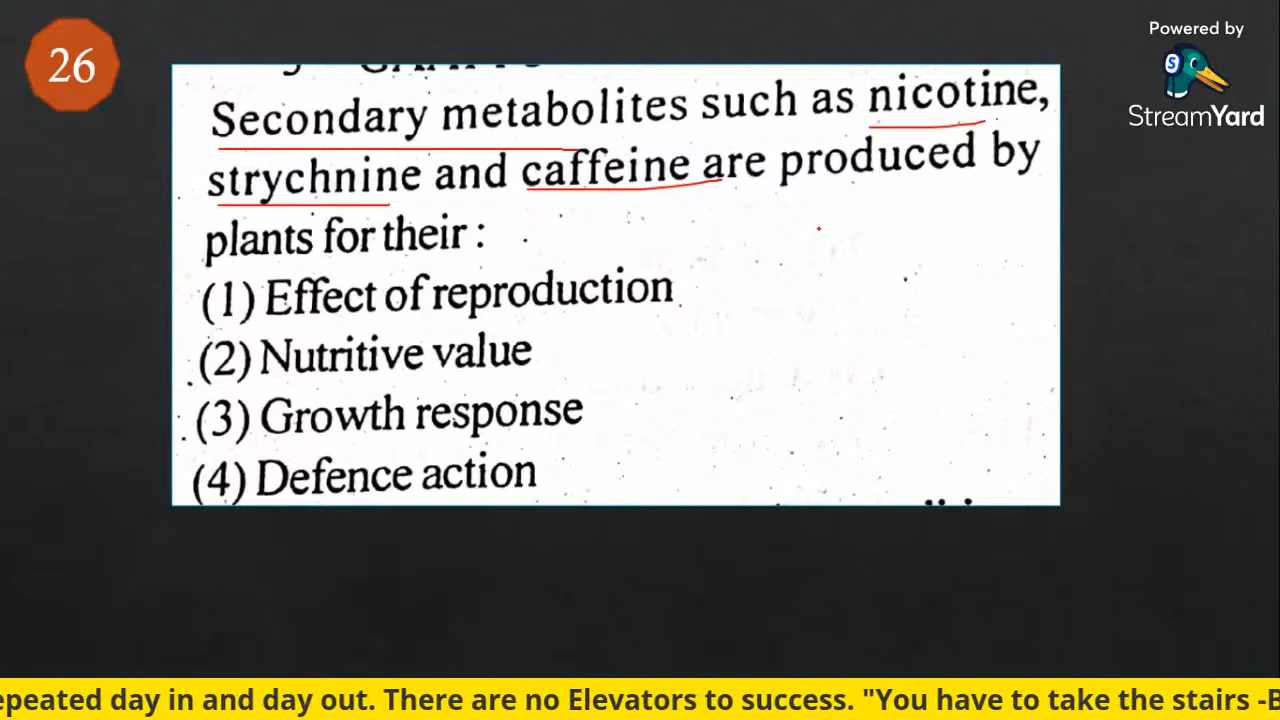 26
Powered by
StreamYard
Secondary metabolites such as nicotine,
strychnine and caffeine are produced by
plants for their :
(1) Effect of reproduction
(2) Nutritive value
(3) Growth response
(4) Defence action
epeated day in and day out. There are no Elevators to success. "You have to take the stairs -B